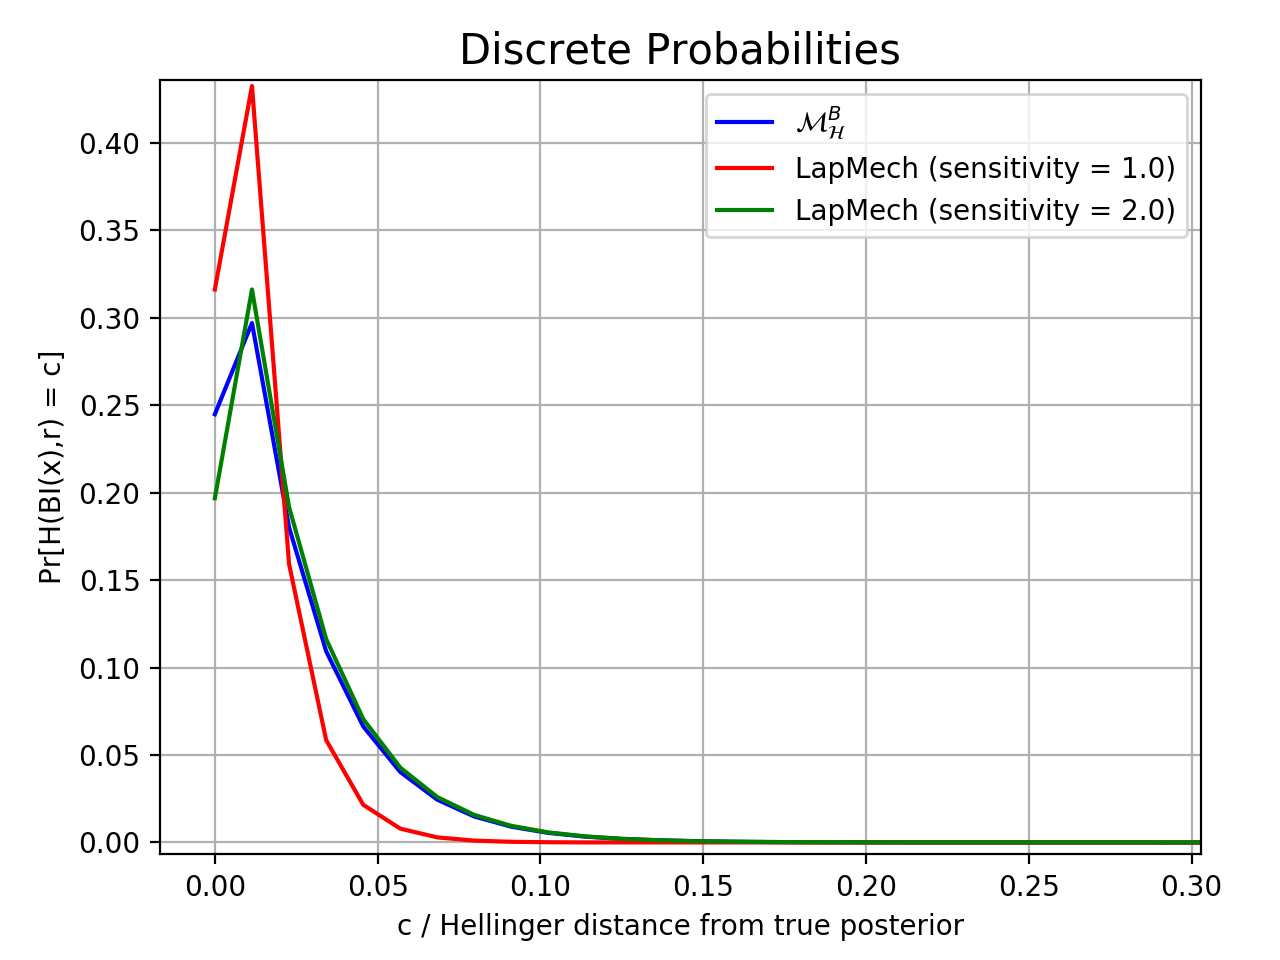 Discrete Probabilities
$\mathcal{M}_{\mathcal{H}}^{B}$
LapMech (sensitivity = 1.0)
LapMech (sensitivity = 2.0)
Pr[H(BI(x),r) = c]
0.40
0.35
0.30
0.25
0.20
0.15
0.10
0.05
0.00
0.00 0.05 0.10 0.15 0.20 0.25 0.30
c / Hellinger distance from true posterior